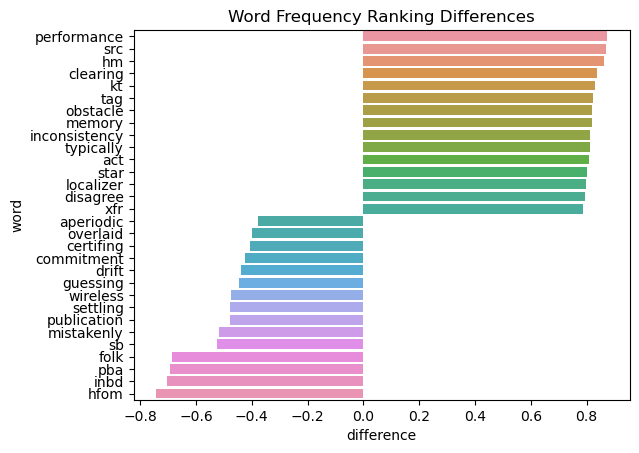 Word Frequency Ranking Differences
performance
src
hm
clearing
kt
tag
obstacle
memory
inconsistency
typically
act
star
localizer
disagree
xfr
aperiodic
overlaid
certifing
commitment
drift
guessing
wireless
settling
publication
mistakenly
sb
folk
pba
inbd
hfom
word
−0.8 −0.6 −0.4 −0.2 0.0 0.2 0.4 0.6 0.8
difference